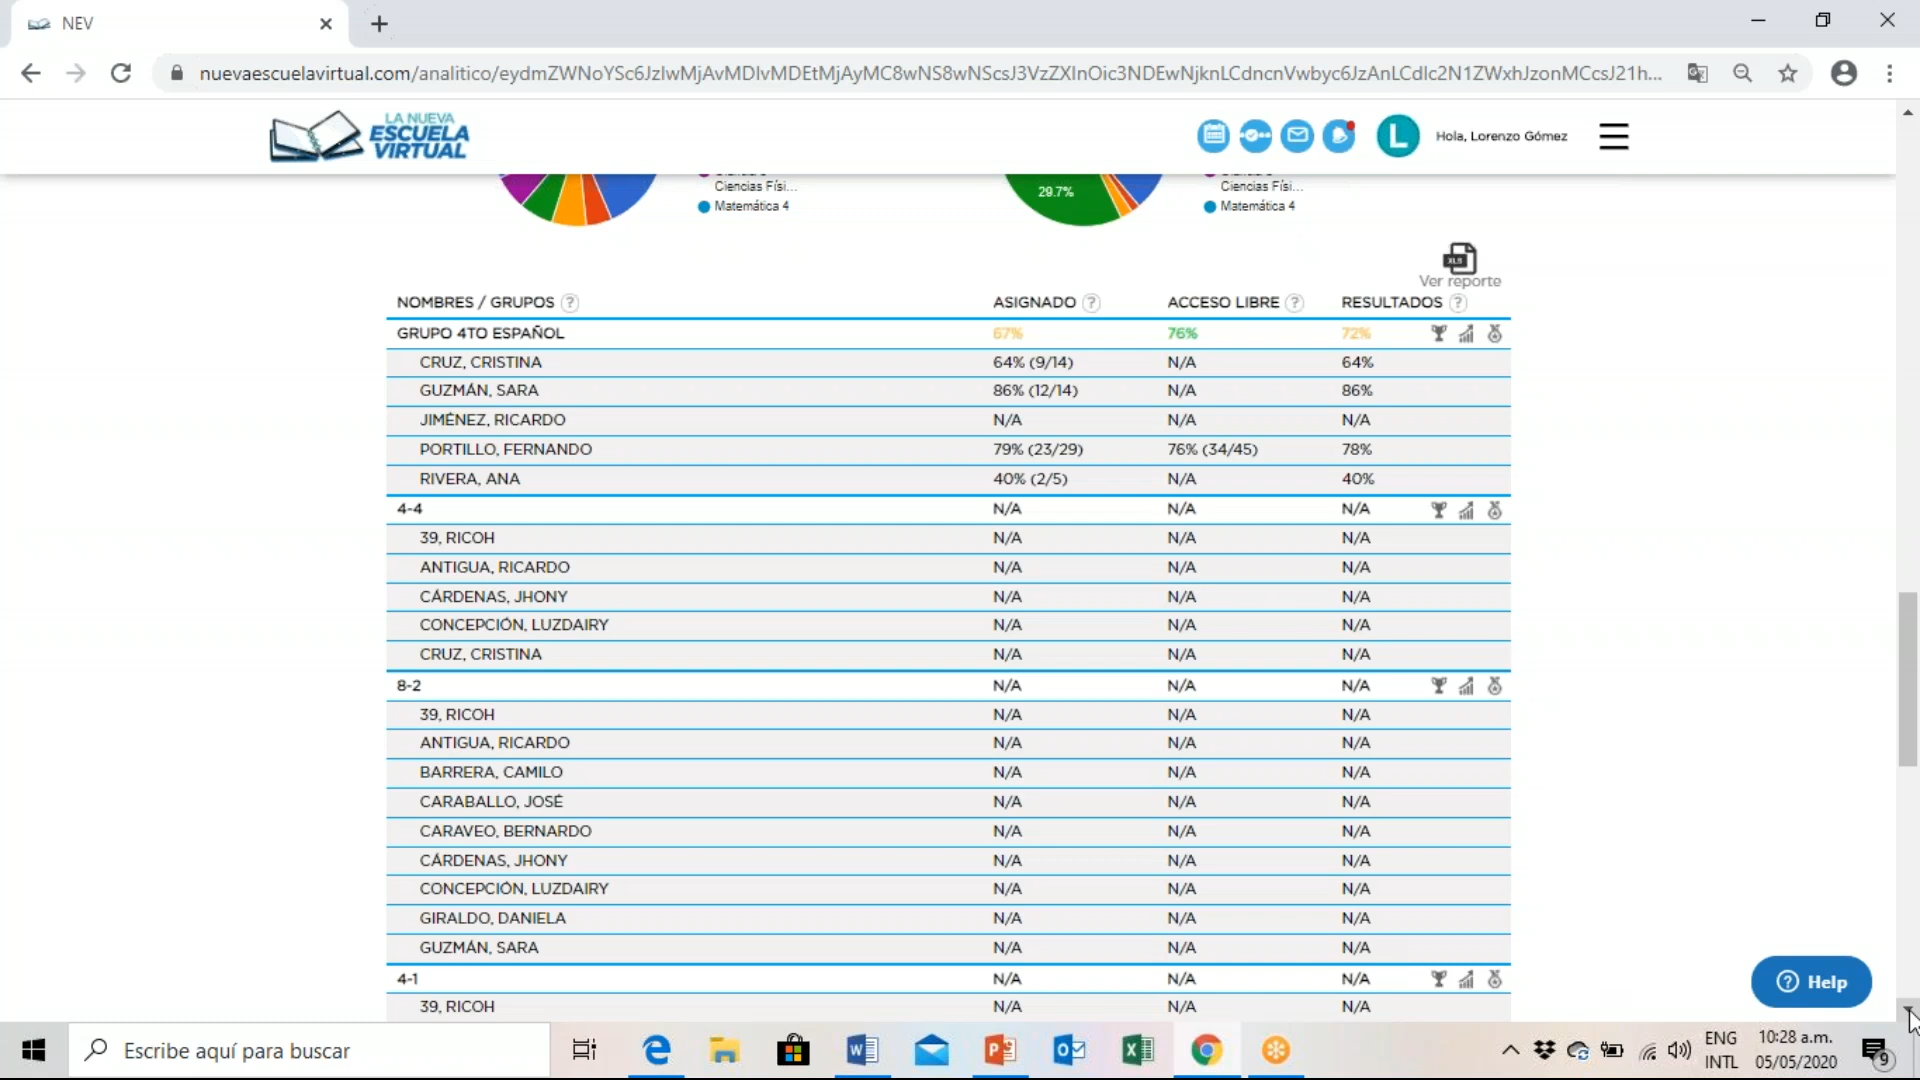 NEV
nuevaescuelavirtual.com/analitico/eydmZWNoYSc6JzIwMjAvMDIvMDEtMjAyMC8wNS8wNScsJ3VzZXInOic3NDEwNjknLCdncnVwbyc6JzAnLCdlc2N1ZWxhJzonMCcsJ21h...
LA NUEVA
ESCUELA
VIRTUAL
L
Hola, Lorenzo Gómez
Ciencias Físi...
Matemática 4
29.7%
Ciencias Físi...
Matemática 4
XLS
Ver reporte
NOMBRES / GRUPOS ? ASIGNADO ? ACCESO LIBRE ? RESULTADOS ?
GRUPO 4TO ESPAÑOL 67% 76% 72%
CRUZ, CRISTINA 64% (9/14) N/A 64%
GUZMÁN, SARA 86% (12/14) N/A 86%
JIMÉNEZ, RICARDO N/A N/A N/A
PORTILLO, FERNANDO 79% (23/29) 76% (34/45) 78%
RIVERA, ANA 40% (2/5) N/A 40%
4-4 N/A N/A N/A
39, RICOH N/A N/A N/A
ANTIGUA, RICARDO N/A N/A N/A
CÁRDENAS, JHONY N/A N/A N/A
CONCEPCIÓN, LUZDAIRY N/A N/A N/A
CRUZ, CRISTINA N/A N/A N/A
8-2 N/A N/A N/A
39, RICOH N/A N/A N/A
ANTIGUA, RICARDO N/A N/A N/A
BARRERA, CAMILO N/A N/A N/A
CARABALLO, JOSÉ N/A N/A N/A
CARAVEO, BERNARDO N/A N/A N/A
CÁRDENAS, JHONY N/A N/A N/A
CONCEPCIÓN, LUZDAIRY N/A N/A N/A
GIRALDO, DANIELA N/A N/A N/A
GUZMÁN, SARA N/A N/A N/A
4-1 N/A N/A N/A
39, RICOH N/A N/A N/A
? Help
Escribe aquí para buscar
ENG
INTL
10:28 a.m.
05/05/2020
9